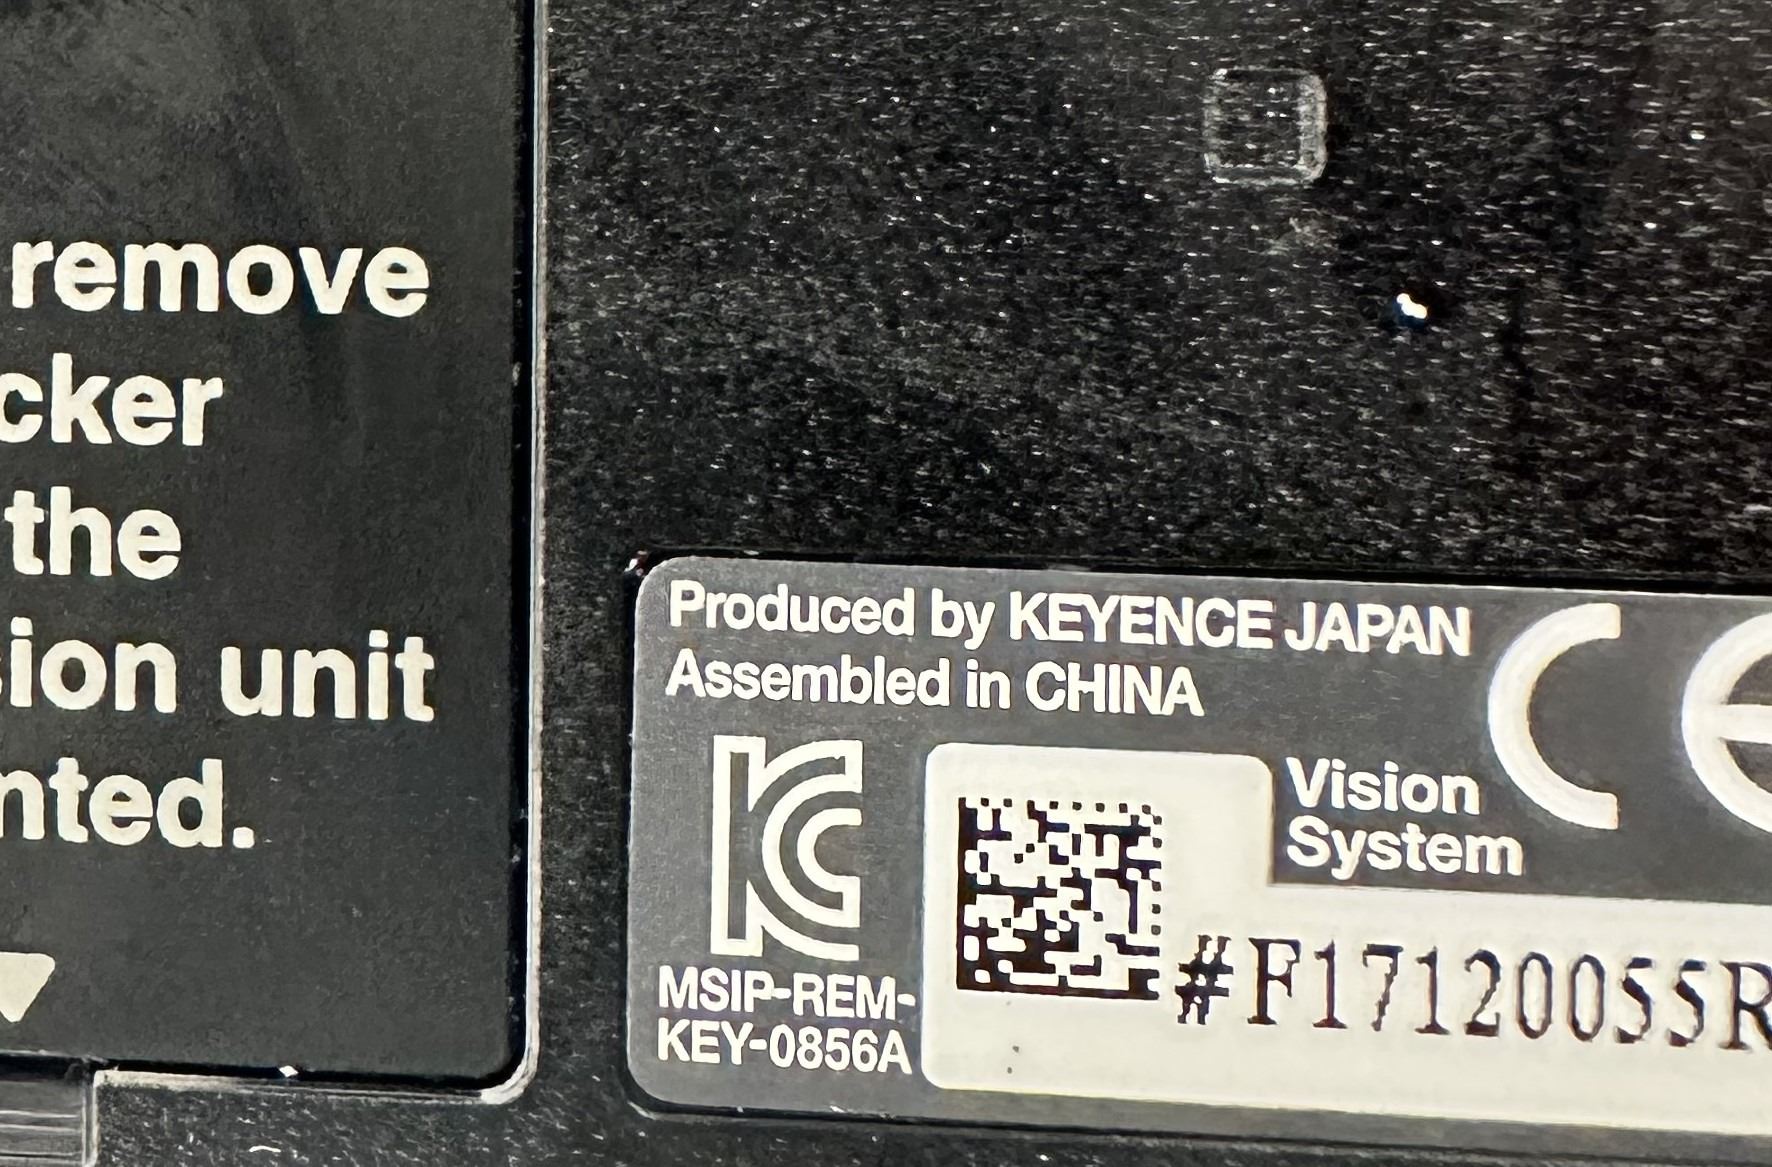 remove
cker
the
sion unit
nted.
Produced by KEYENCE JAPAN
Assembled in CHINA
CE
Vision
System
MSIP-REM-
KEY-0856A
#F17120055R